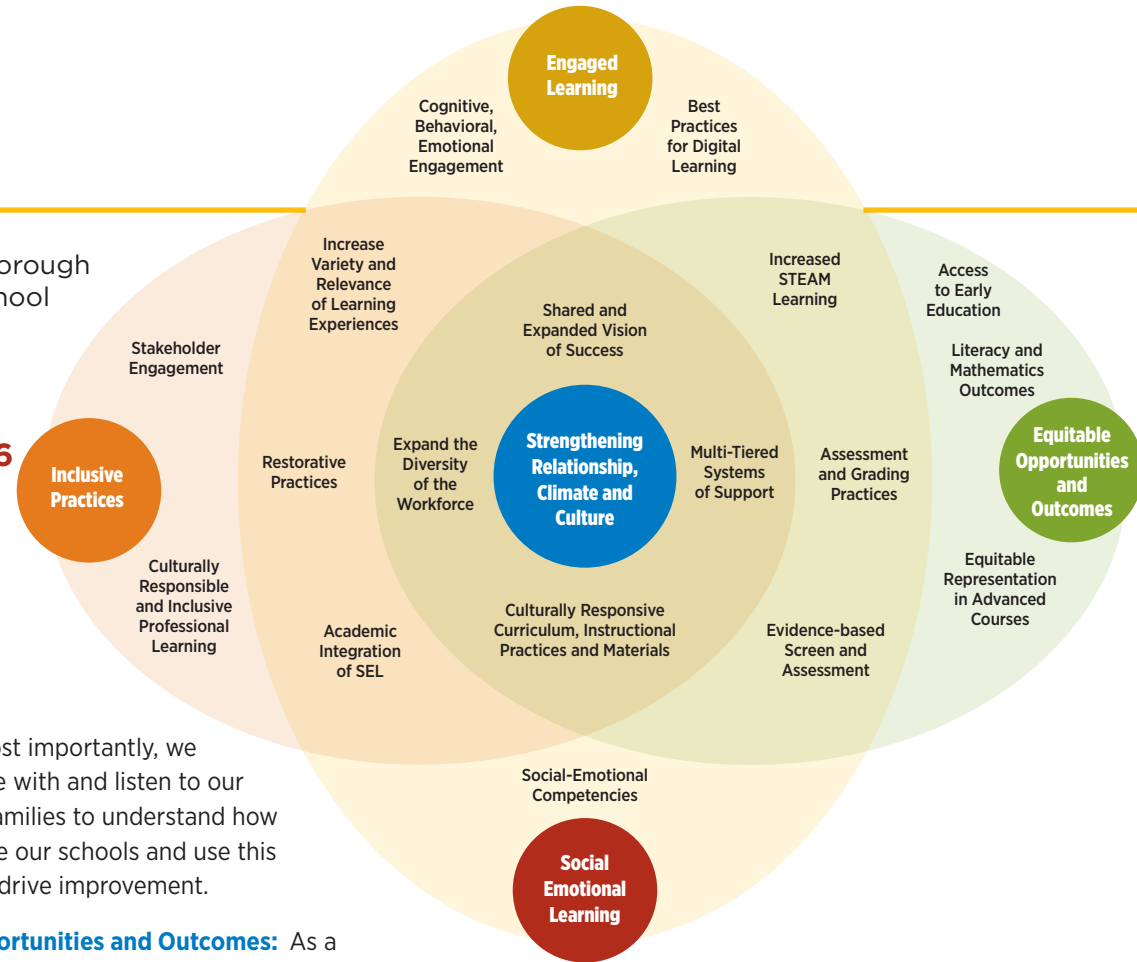 Engaged
Learning
Cognitive,
Behavioral,
Emotional
Engagement
Best
Practices
for Digital
Learning
orough
hool
6
Increase
Variety and
Relevance
of Learning
Experiences
Increased
STEAM
Learning
Access
to Early
Education
Shared and
Expanded Vision
of Success
Stakeholder
Engagement
Literacy and
Mathematics
Outcomes
Inclusive
Practices
Restorative
Practices
Expand the
Diversity
of the
Workforce
Strengthening
Relationship,
Climate and
Culture
Multi-Tiered
Systems
of Support
Assessment
and Grading
Practices
Equitable
Opportunities
and
Outcomes
Culturally
Responsible
and Inclusive
Professional
Learning
Academic
Integration
of SEL
Culturally Responsive
Curriculum, Instructional
Practices and Materials
Evidence-based
Screen and
Assessment
Equitable
Representation
in Advanced
Courses
Social-Emotional
Competencies
Social
Emotional
Learning
ost importantly, we
e with and listen to our
amilies to understand how
e our schools and use this
drive improvement.
ortunities and Outcomes: As a